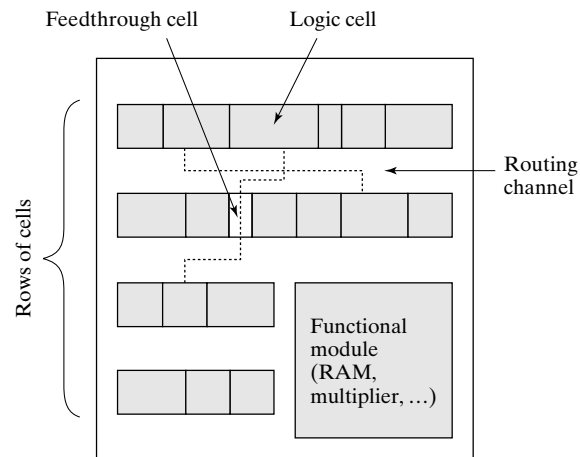 Feedthrough cell
Logic cell
Routing
channel
Rows of cells
Functional
module
(RAM,
multiplier, …)